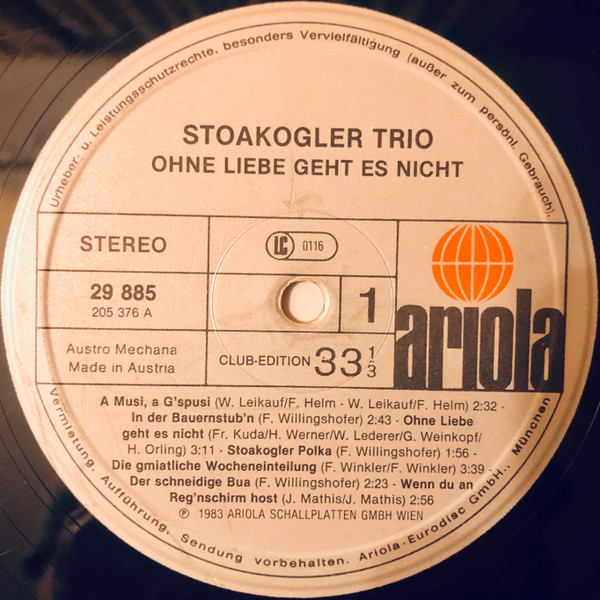 Urheber- u. Leistungsschutzrechte, besonders Vervielfältigung (außer zum persönl. Gebrauch),
STOAKOGLER TRIO
OHNE LIEBE GEHT ES NICHT
STEREO
LC 0116
29 885
205 376 A
1
ariola
Austro Mechana
Made in Austria
CLUB-EDITION 33 1/3
A Musi, a G'spusi (W. Leikauf/F. Helm - W. Leikauf/F. Helm) 2:32 -
In der Bauernstub'n (F. Willingshofer) 2:43 - Ohne Liebe
geht es nicht (Fr. Kuda/H. Werner/W. Lederer/G. Weinkopf/
H. Orling) 3:11 - Stoakogler Polka (F. Willingshofer) 1:56 -
Die gmiatliche Wocheneinteilung (F. Winkler/F. Winkler) 3:39 -
Der schneidige Bua (F. Willingshofer) 2:23 - Wenn du an
Reg'nschirm host (J. Mathis/J. Mathis) 2:56
Ⓟ 1983 ARIOLA SCHALLPLATTEN GMBH WIEN
Vermietung, Aufführung, Sendung vorbehalten. Ariola-Eurodisc GmbH., München